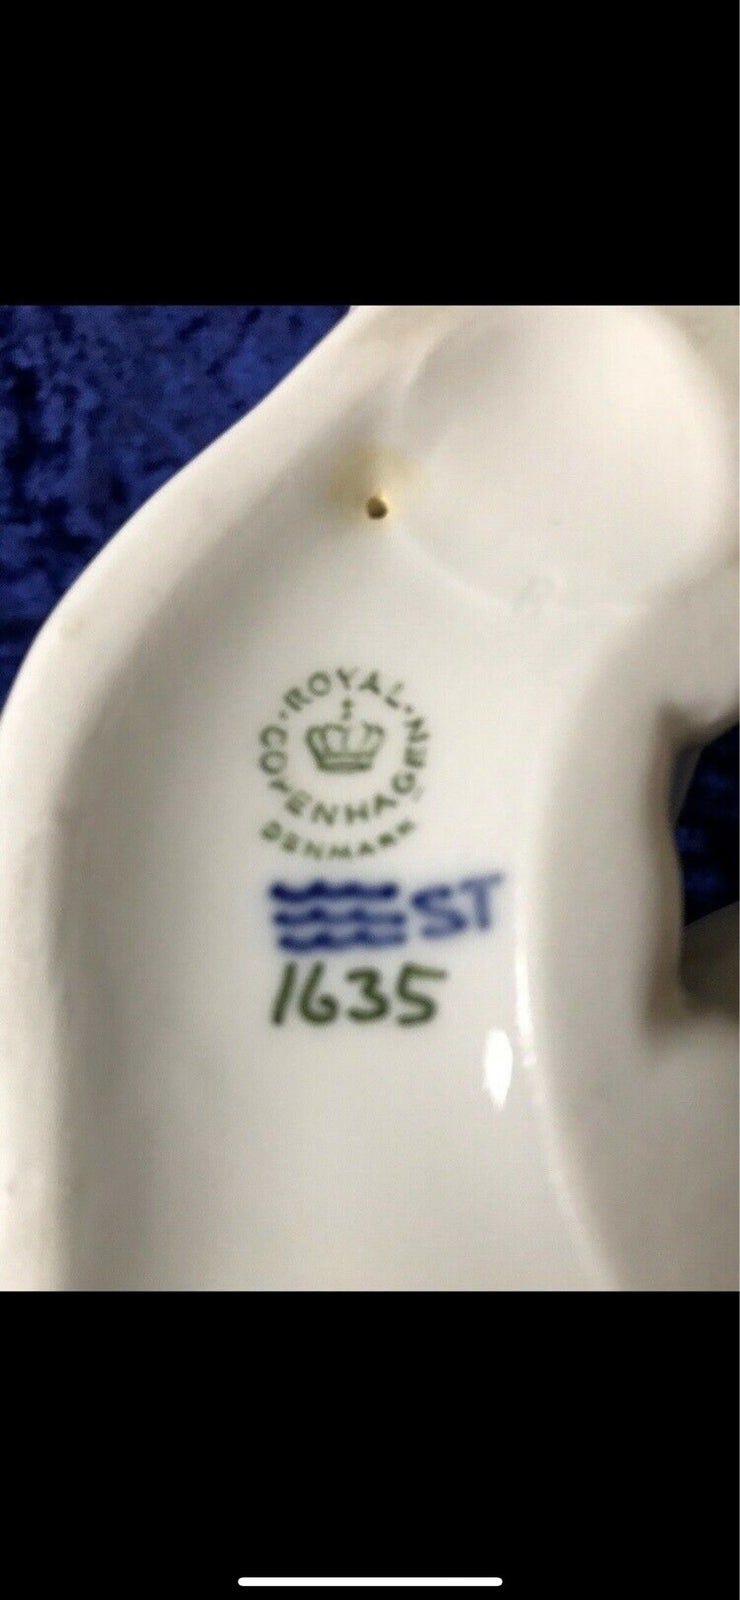 ROYAL
COPENHAGEN
DENMARK
ST
1635